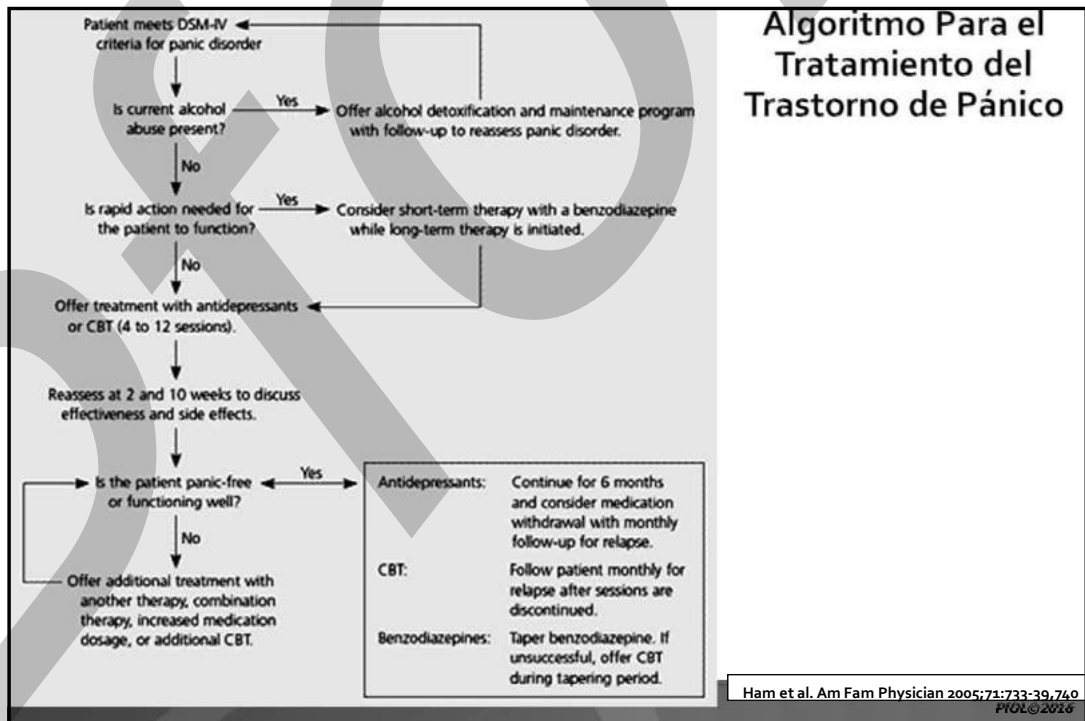 Algoritmo Para el
Tratamiento del
Trastorno de Pánico
Patient meets DSM-IV
criteria for panic disorder
Is current alcohol
abuse present?
Yes
Offer alcohol detoxification and maintenance program
with follow-up to reassess panic disorder.
No
Is rapid action needed for
the patient to function?
Yes
Consider short-term therapy with a benzodiazepine
while long-term therapy is initiated.
No
Offer treatment with antidepressants
or CBT (4 to 12 sessions).
Reassess at 2 and 10 weeks to discuss
effectiveness and side effects.
Is the patient panic-free
or functioning well?
Yes
No
Offer additional treatment with
another therapy, combination
therapy, increased medication
dosage, or additional CBT.
Antidepressants: Continue for 6 months
and consider medication
withdrawal with monthly
follow-up for relapse.
CBT: Follow patient monthly for
relapse after sessions are
discontinued.
Benzodiazepines: Taper benzodiazepine. If
unsuccessful, offer CBT
during tapering period.
Ham et al. Am Fam Physician 2005;71:733-39,740